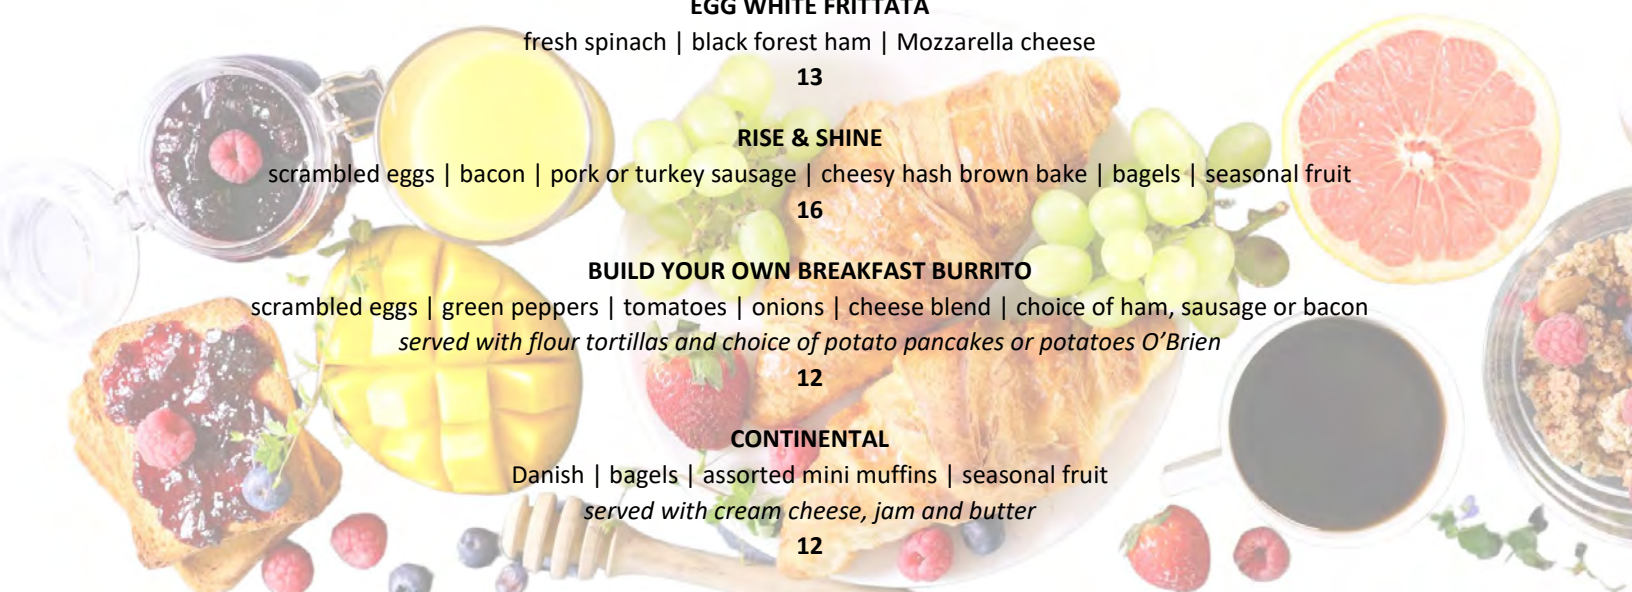 EGG WHITE FRITTATA
fresh spinach | black forest ham | Mozzarella cheese
13
RISE & SHINE
scrambled eggs | bacon | pork or turkey sausage | cheesy hash brown bake | bagels | seasonal fruit
16
BUILD YOUR OWN BREAKFAST BURRITO
scrambled eggs | green peppers | tomatoes | onions | cheese blend | choice of ham, sausage or bacon
served with flour tortillas and choice of potato pancakes or potatoes O’Brien
12
CONTINENTAL
Danish | bagels | assorted mini muffins | seasonal fruit
served with cream cheese, jam and butter
12